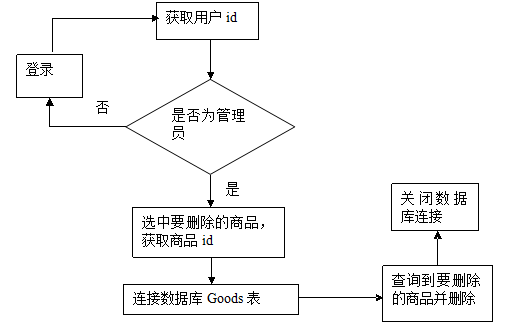 获取用户 id
登录
否
是否为管理
员
是
选中要删除的商品，
获取商品 id
关闭数据
库连接
连接数据库 Goods 表
查询到要删除
的商品并删除